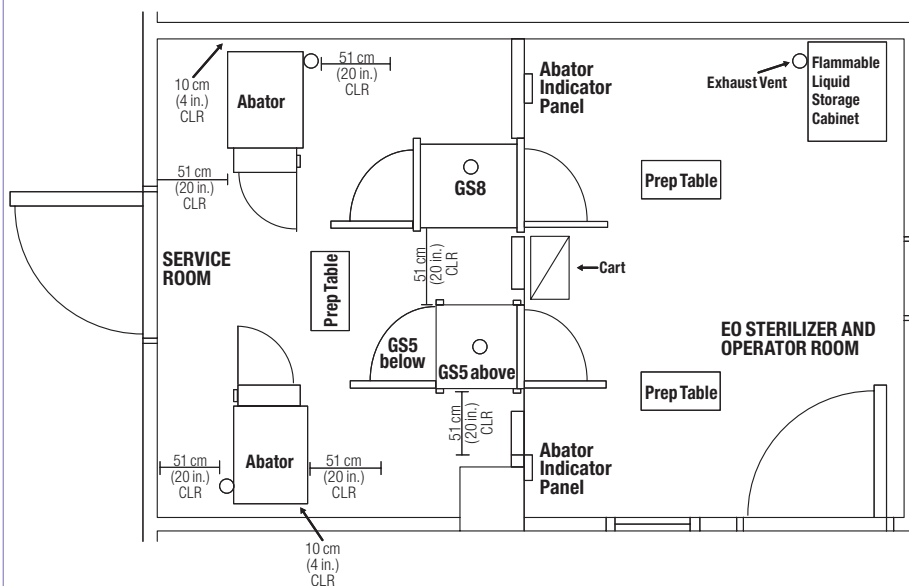 10 cm
(4 in.)
CLR
Abator
51 cm
(20 in.)
CLR
Abator
Indicator
Panel
Exhaust Vent
Flammable
Liquid
Storage
Cabinet
51 cm
(20 in.)
CLR
GS8
Prep Table
SERVICE
ROOM
Prep Table
51 cm
(20 in.)
CLR
Cart
GS5
below
GS5 above
EO STERILIZER AND
OPERATOR ROOM
Prep Table
51 cm
(20 in.)
CLR
51 cm
(20 in.)
CLR
Abator
51 cm
(20 in.)
CLR
Abator
Indicator
Panel
10 cm
(4 in.)
CLR